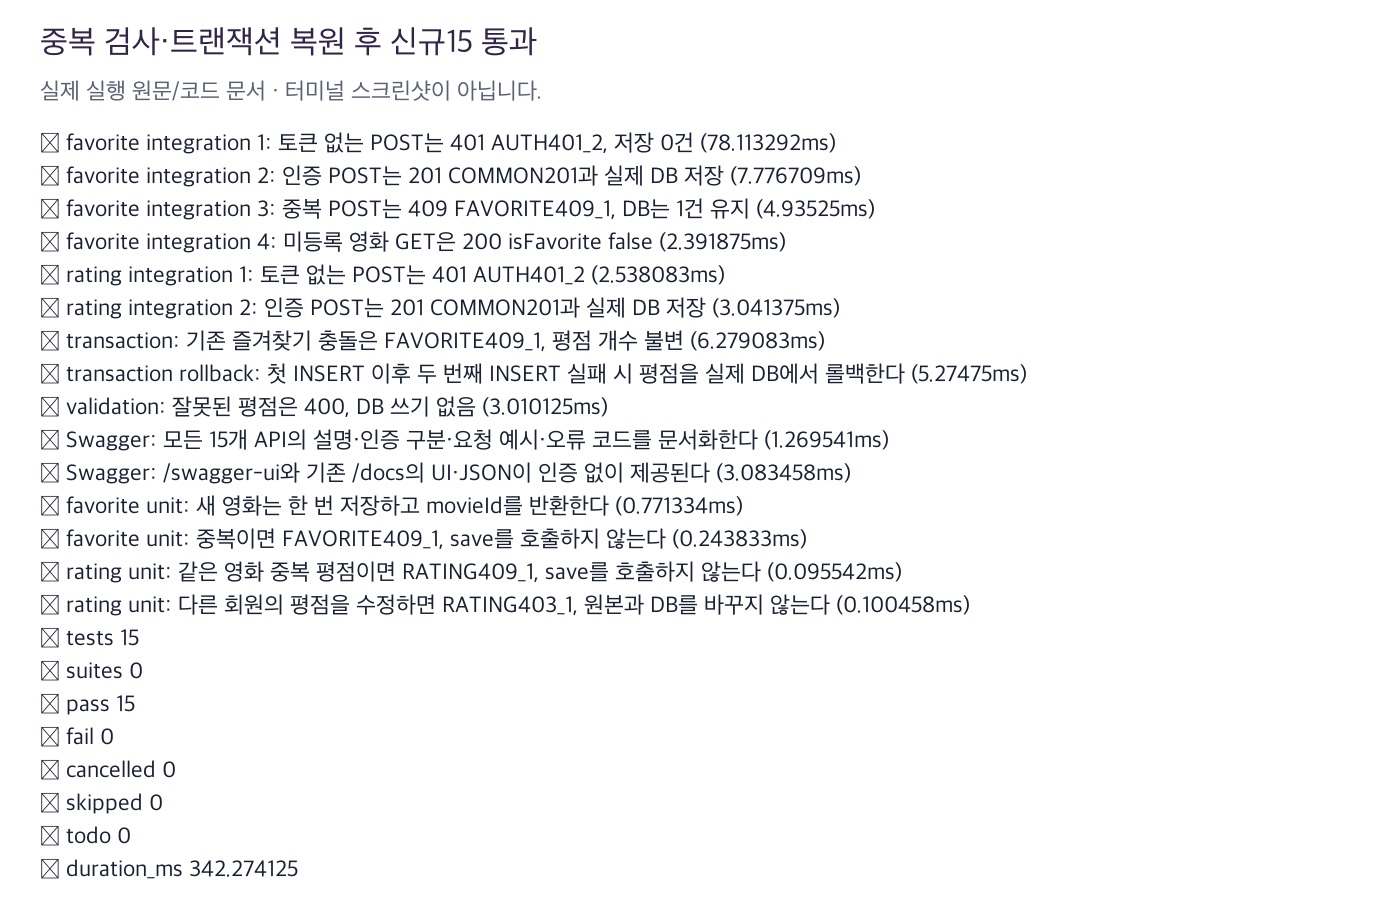 중복 검사·트랜잭션 복원 후 신규15 통과
실제 실행 원문/코드 문서 · 터미널 스크린샷이 아닙니다.
☒ favorite integration 1: 토큰 없는 POST는 401 AUTH401_2, 저장 0건 (78.113292ms)
☒ favorite integration 2: 인증 POST는 201 COMMON201과 실제 DB 저장 (7.776709ms)
☒ favorite integration 3: 중복 POST는 409 FAVORITE409_1, DB는 1건 유지 (4.93525ms)
☒ favorite integration 4: 미등록 영화 GET은 200 isFavorite false (2.391875ms)
☒ rating integration 1: 토큰 없는 POST는 401 AUTH401_2 (2.538083ms)
☒ rating integration 2: 인증 POST는 201 COMMON201과 실제 DB 저장 (3.041375ms)
☒ transaction: 기존 즐겨찾기 충돌은 FAVORITE409_1, 평점 개수 불변 (6.279083ms)
☒ transaction rollback: 첫 INSERT 이후 두 번째 INSERT 실패 시 평점을 실제 DB에서 롤백한다 (5.27475ms)
☒ validation: 잘못된 평점은 400, DB 쓰기 없음 (3.010125ms)
☒ Swagger: 모든 15개 API의 설명·인증 구분·요청 예시·오류 코드를 문서화한다 (1.269541ms)
☒ Swagger: /swagger-ui와 기존 /docs의 UI·JSON이 인증 없이 제공된다 (3.083458ms)
☒ favorite unit: 새 영화는 한 번 저장하고 movieId를 반환한다 (0.771334ms)
☒ favorite unit: 중복이면 FAVORITE409_1, save를 호출하지 않는다 (0.243833ms)
☒ rating unit: 같은 영화 중복 평점이면 RATING409_1, save를 호출하지 않는다 (0.095542ms)
☒ rating unit: 다른 회원의 평점을 수정하면 RATING403_1, 원본과 DB를 바꾸지 않는다 (0.100458ms)
☒ tests 15
☒ suites 0
☒ pass 15
☒ fail 0
☒ cancelled 0
☒ skipped 0
☒ todo 0
☒ duration_ms 342.274125